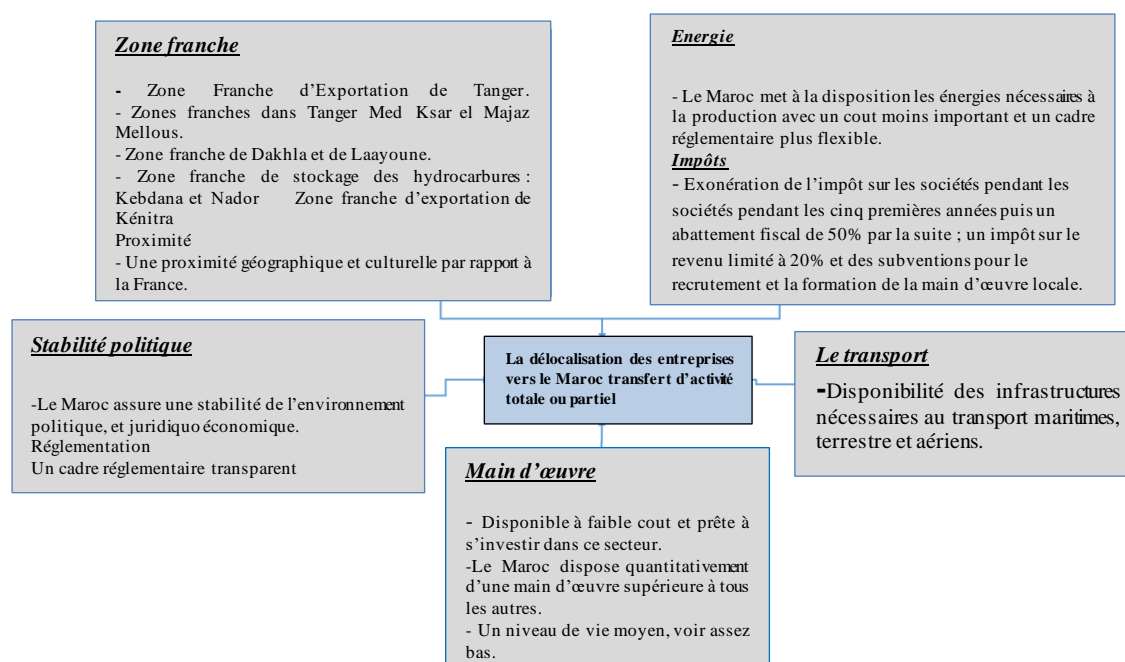 Zone franche
- Zone Franche d’Exportation de Tanger.
- Zones franches dans Tanger Med Ksar el Majaz
Mellous.
- Zone franche de Dakhla et de Laayoune.
- Zone franche de stockage des hydrocarbures :
Kebdana et Nador Zone franche d’exportation de
Kénitra
Proximité
- Une proximité géographique et culturelle par rapport à
la France.
Energie
- Le Maroc met à la disposition les énergies nécessaires à
la production avec un cout moins important et un cadre
réglementaire plus flexible.
Impôts
- Exonération de l’impôt sur les sociétés pendant les
sociétés pendant les cinq premières années puis un
abattement fiscal de 50% par la suite ; un impôt sur le
revenu limité à 20% et des subventions pour le
recrutement et la formation de la main d’œuvre locale.
Stabilité politique
-Le Maroc assure une stabilité de l’environnement
politique, et juridiquo économique.
Réglementation
Un cadre réglementaire transparent
La délocalisation des entreprises
vers le Maroc transfert d’activité
totale ou partiel
Le transport
-Disponibilité des infrastructures
nécessaires au transport maritimes,
terrestre et aériens.
Main d’œuvre
- Disponible à faible cout et prête à
s’investir dans ce secteur.
-Le Maroc dispose quantitativement
d’une main d’œuvre supérieure à tous
les autres.
- Un niveau de vie moyen, voir assez
bas.